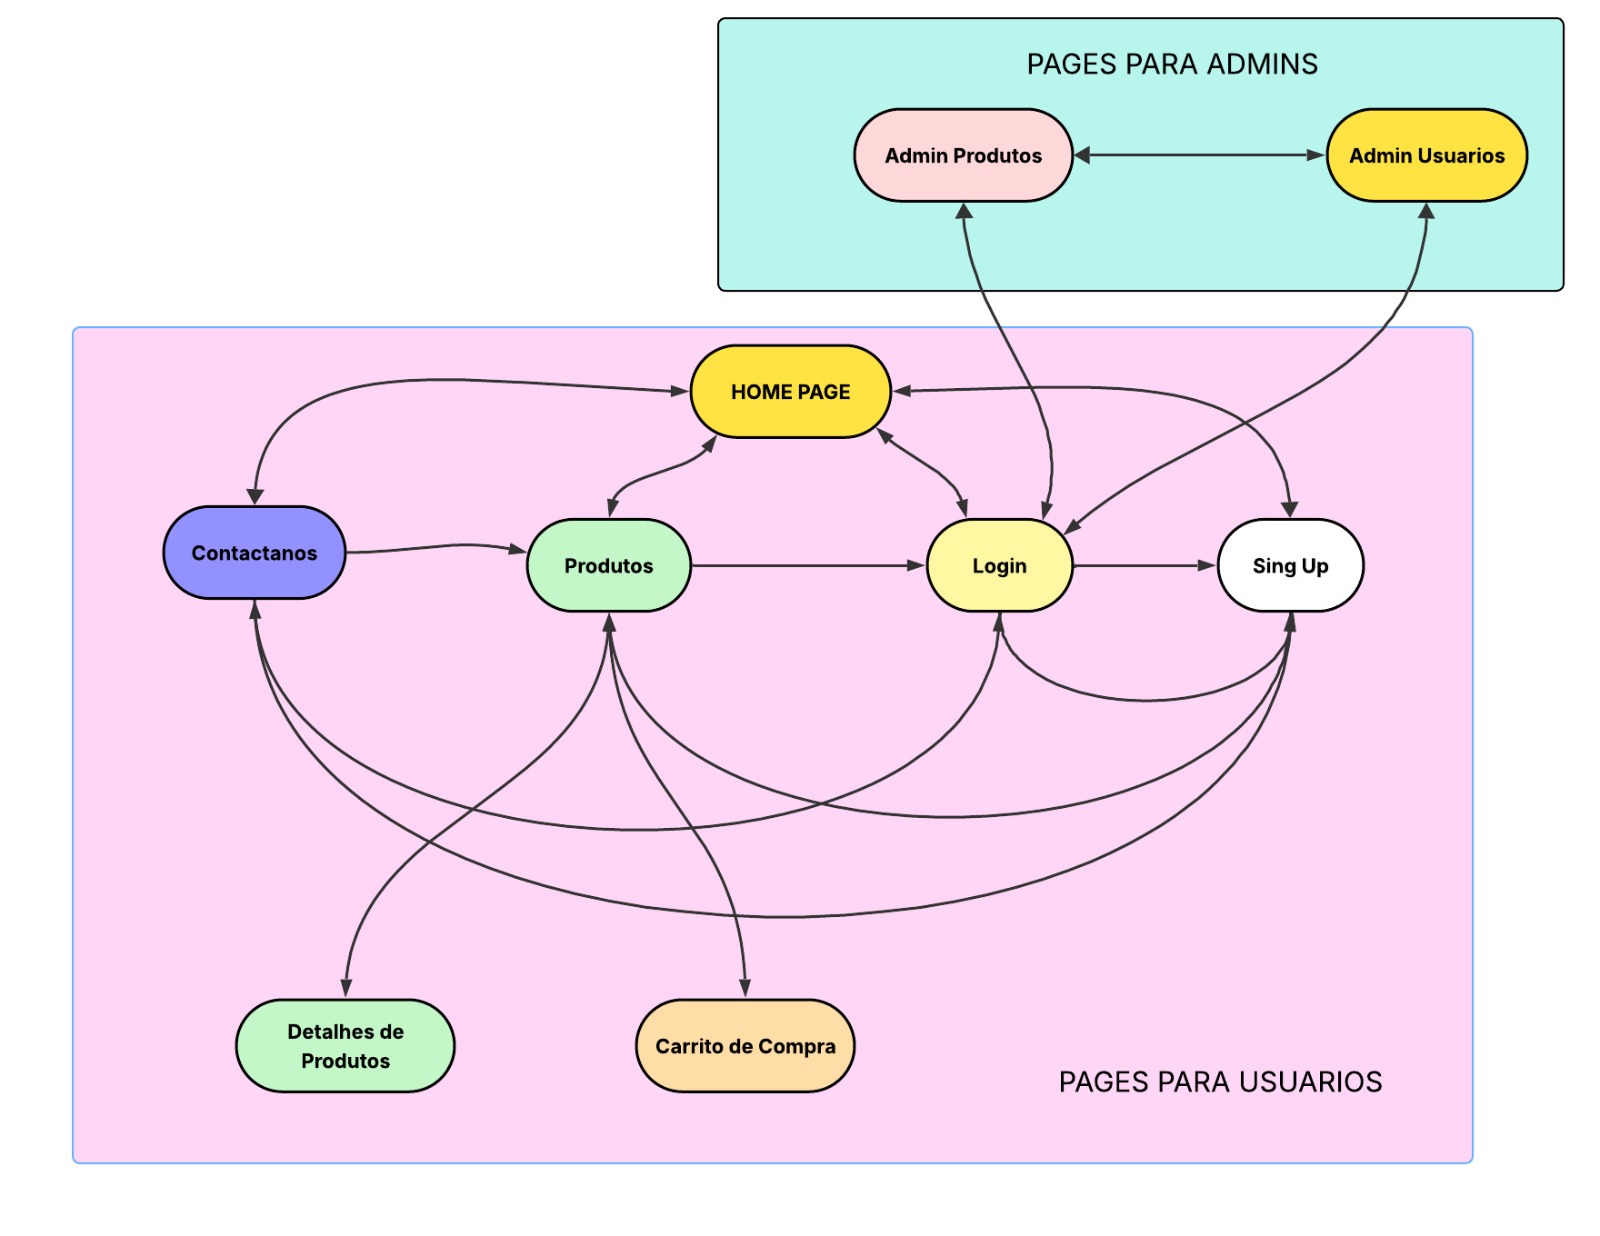 PAGES PARA ADMINS
Admin Produtos
Admin Usuarios
HOME PAGE
Contactanos
Produtos
Login
Sing Up
Detalhes de
Produtos
Carrito de Compra
PAGES PARA USUARIOS